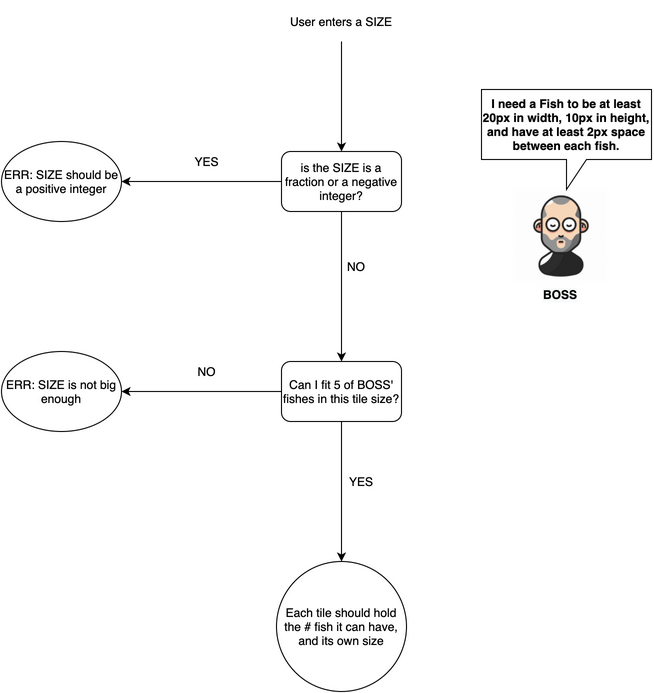 User enters a SIZE
I need a Fish to be at least
20px in width, 10px in height,
and have at least 2px space
between each fish.
BOSS
is the SIZE is a
fraction or a negative
integer?
YES
ERR: SIZE should be
a positive integer
NO
Can I fit 5 of BOSS'
fishes in this tile size?
NO
ERR: SIZE is not big
enough
YES
Each tile should hold
the # fish it can have,
and its own size